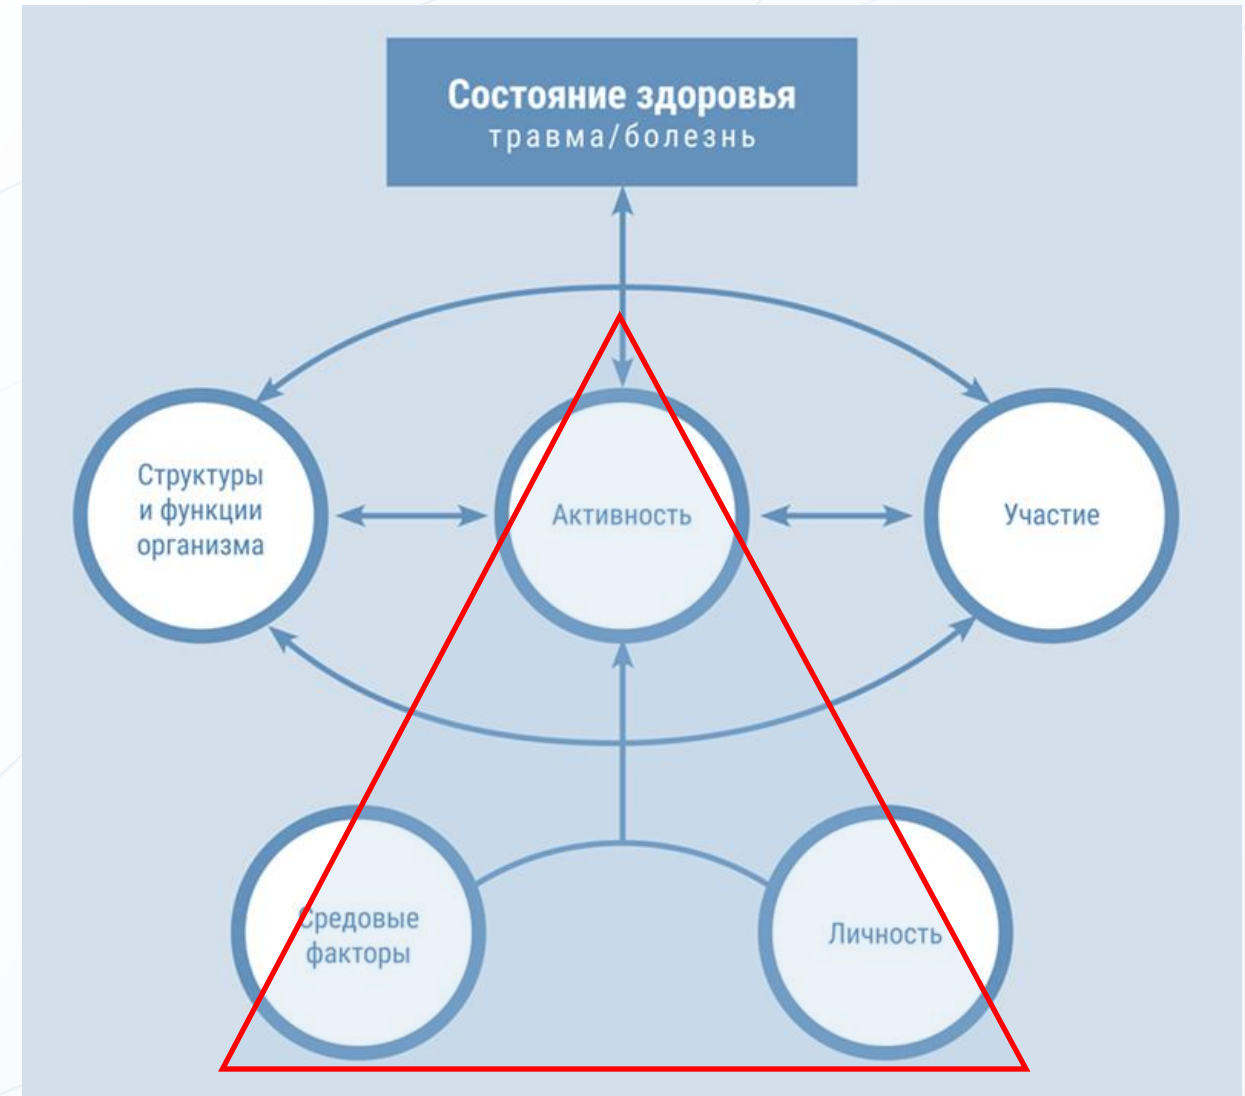 Состояние здоровья
травма/болезнь
Структуры
и функции
организма
Активность
Участие
Средовые
факторы
Личность